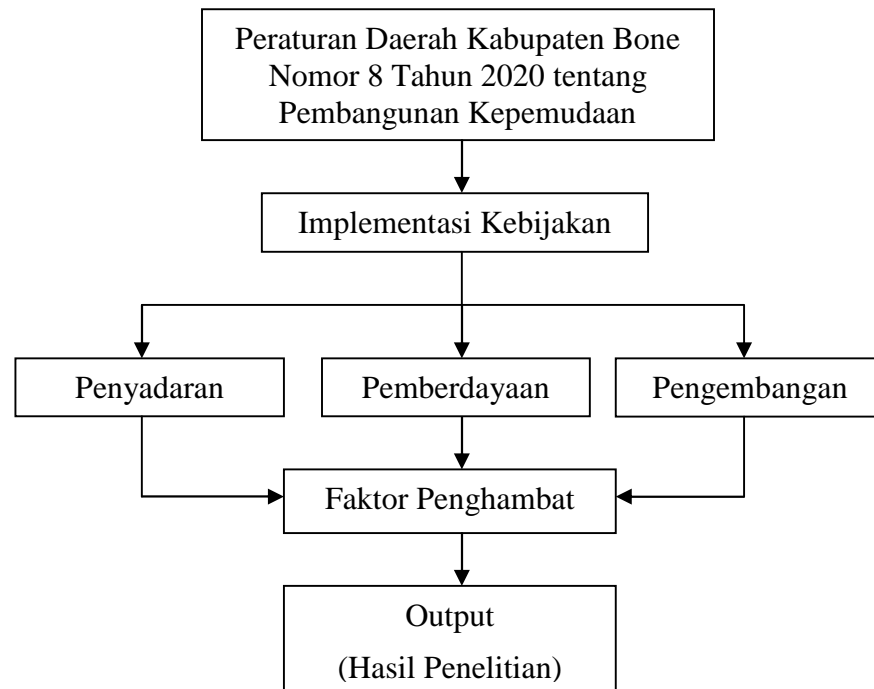 Peraturan Daerah Kabupaten Bone
Nomor 8 Tahun 2020 tentang
Pembangunan Kepemudaan
Implementasi Kebijakan
Penyadaran
Pemberdayaan
Pengembangan
Faktor Penghambat
Output
(Hasil Penelitian)